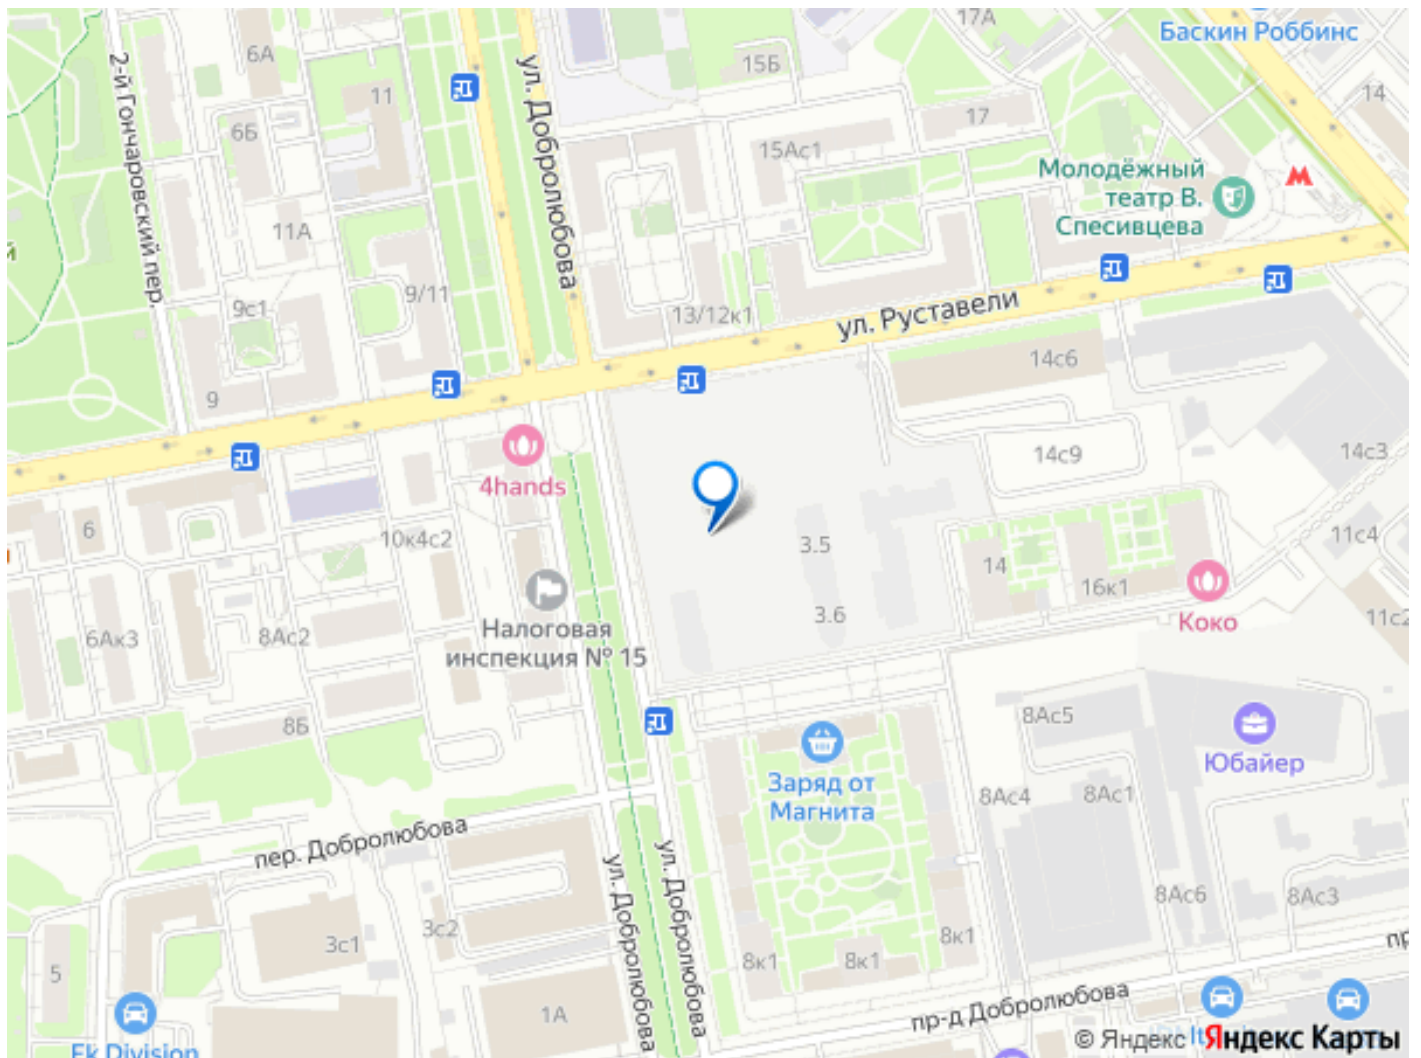 17А
Баскин Роббинс
6А
2-й Гончаровский пер.
ул. Добролюбова
15Б
11
14
6Б
17
15Ас1
Молодёжный
театр В.
Спесивцева
11А
й
9/11
9с1
13/12к1
ул. Руставели
14с6
9
14с9
14с3
4hands
6
10к4с2
3.5
11с4
14
16к1
3.6
Коко
11с2
6Ак3
8Ас2
Налоговая
инспекция № 15
8Б
8Ас5
Юбайер
Заряд от
Магнита
8Ас4
8Ас1
пер. Добролюбова
ул. Добролюбова
ул. Добролюбова
8Ас6
8Ас3
3с2
3с1
8к1
8к1
8к1
пр
5
1А
пр-д Добролюбова
Fk Division
© Яндекс Яндекс Карты